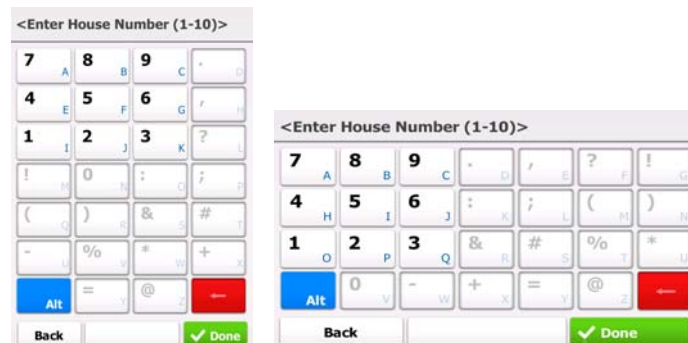 <Enter House Number (1-10)>
7 A 8 B 9 C . D
4 E 5 F 6 G , H
1 I 2 J 3 K ? L
! M 0 N : O ; P
( Q ) R & S # T
- U % V * W + X
Alt = Y @ Z ←
Back ✓ Done
<Enter House Number (1-10)>
7 A 8 B 9 C . D , E ? F ! G
4 H 5 I 6 J : K ; L ( M ) N
1 O 2 P 3 Q & R # S % T * U
Alt 0 V - W + X = Y @ Z ←
Back ✓ Done